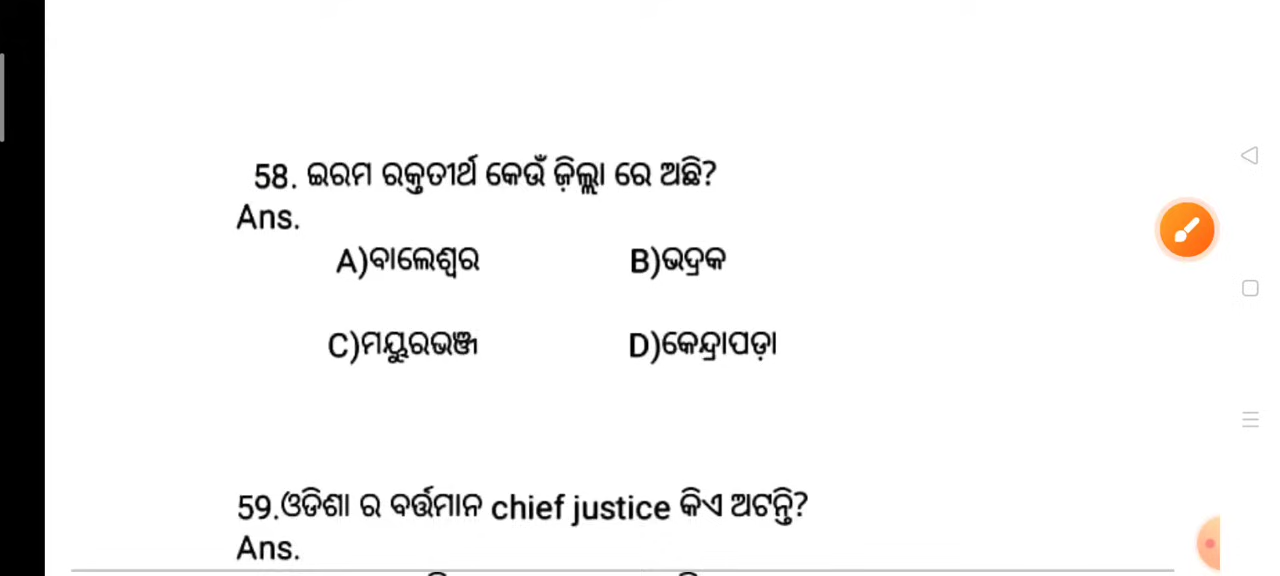 58. ଇରମ ରକ୍ତତୀର୍ଥ କେଉଁ ଜ଼ିଲ୍ଲା ରେ ଅଛି?
Ans.
A)ବାଲେଶ୍ୱର B)ଭଦ୍ରକ
C)ମୟୁରଭଞ୍ଜ D)କେନ୍ଦ୍ରାପଡ଼ା
59.ଓଡିଶା ର ବର୍ତ୍ତମାନ chief justice କିଏ ଅଟନ୍ତି?
Ans.